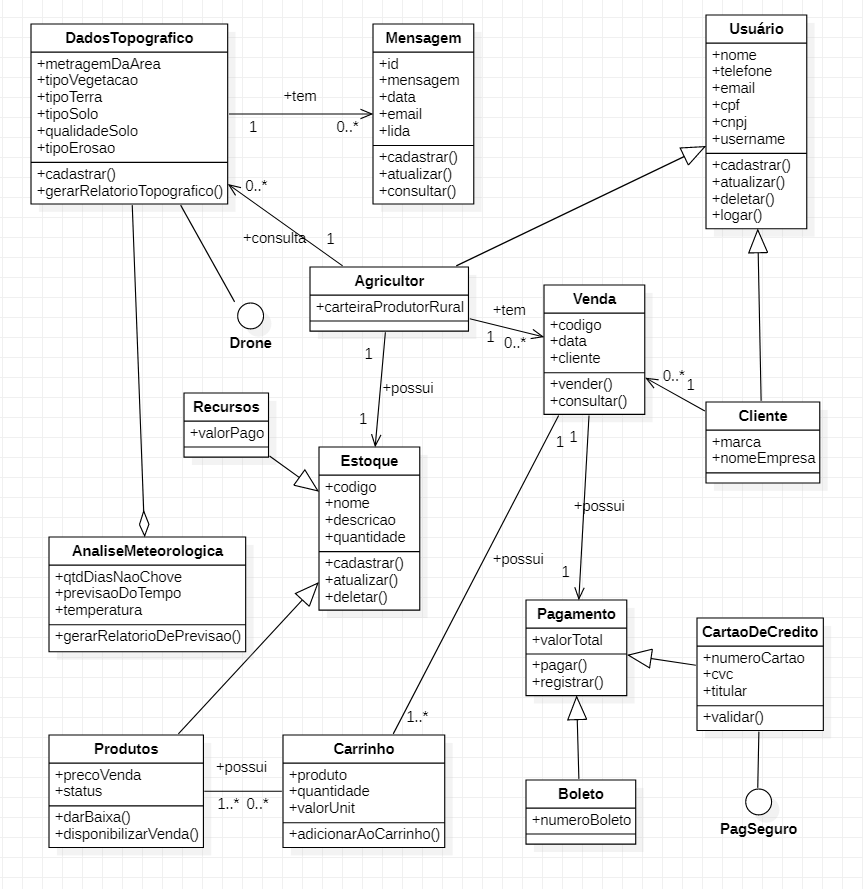 DadosTopografico
+metragemDaArea
+tipoVegetacao
+tipoTerra
+tipoSolo
+qualidadeSolo
+tipoErosao
+cadastrar()
+gerarRelatorioTopografico()
+tem
1
0..*
Mensagem
+id
+mensagem
+data
+email
+lida
+cadastrar()
+atualizar()
+consultar()
Usuário
+nome
+telefone
+email
+cpf
+cnpj
+username
+cadastrar()
+atualizar()
+deletar()
+logar()
0..*
+consulta
1
Agricultor
+carteiraProdutorRural
Drone
+tem
1
0..*
Venda
+codigo
+data
+cliente
+vender()
+consultar()
0..*
1
Cliente
+marca
+nomeEmpresa
1
+possui
1
Recursos
+valorPago
Estoque
+codigo
+nome
+descricao
+quantidade
+cadastrar()
+atualizar()
+deletar()
1
1
+possui
+possui
1
1..*
AnaliseMeteorologica
+qtdDiasNaoChove
+previsaoDoTempo
+temperatura
+gerarRelatorioDePrevisao()
Pagamento
+valorTotal
+pagar()
+registrar()
CartaoDeCredito
+numeroCartao
+cvc
+titular
+validar()
Produtos
+precoVenda
+status
+darBaixa()
+disponibilizarVenda()
+possui
1..*
0..*
Carrinho
+produto
+quantidade
+valorUnit
+adicionarAoCarrinho()
Boleto
+numeroBoleto
PagSeguro